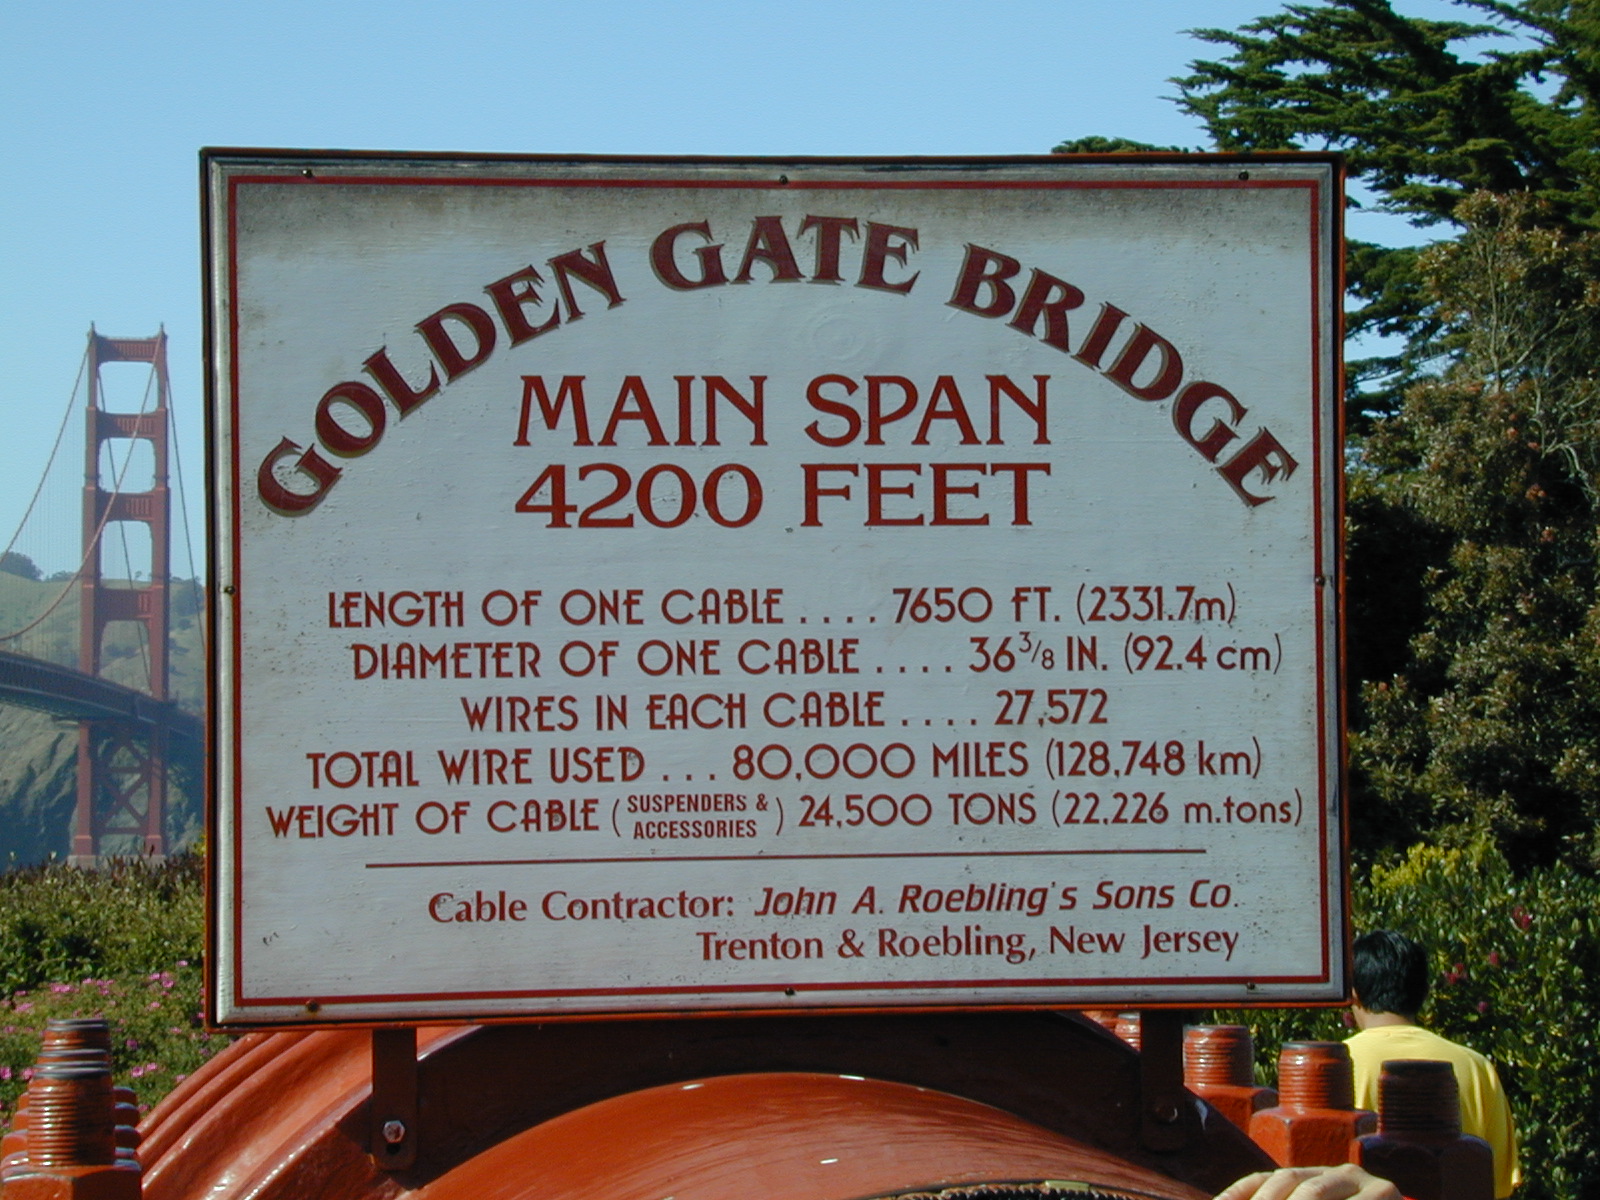 GOLDEN GATE BRIDGE
MAIN SPAN
4200 FEET
LENGTH OF ONE CABLE .... 7650 FT. (2331.7m)
DIAMETER OF ONE CABLE .... 36 3/8 IN. (92.4 cm)
WIRES IN EACH CABLE .... 27,572
TOTAL WIRE USED ... 80,000 MILES (128,748 km)
WEIGHT OF CABLE (SUSPENDERS & ACCESSORIES) 24,500 TONS (22,226 m.tons)
Cable Contractor: John A. Roebling's Sons Co.
Trenton & Roebling, New Jersey